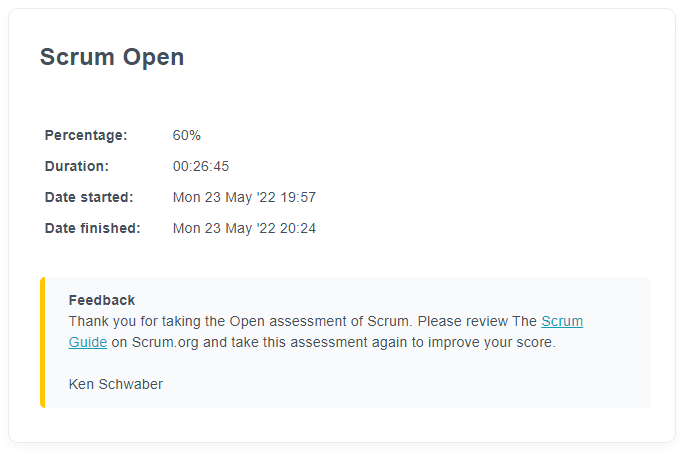 Scrum Open
Percentage: 60%
Duration: 00:26:45
Date started: Mon 23 May '22 19:57
Date finished: Mon 23 May '22 20:24
Feedback
Thank you for taking the Open assessment of Scrum. Please review The Scrum
Guide on Scrum.org and take this assessment again to improve your score.
Ken Schwaber